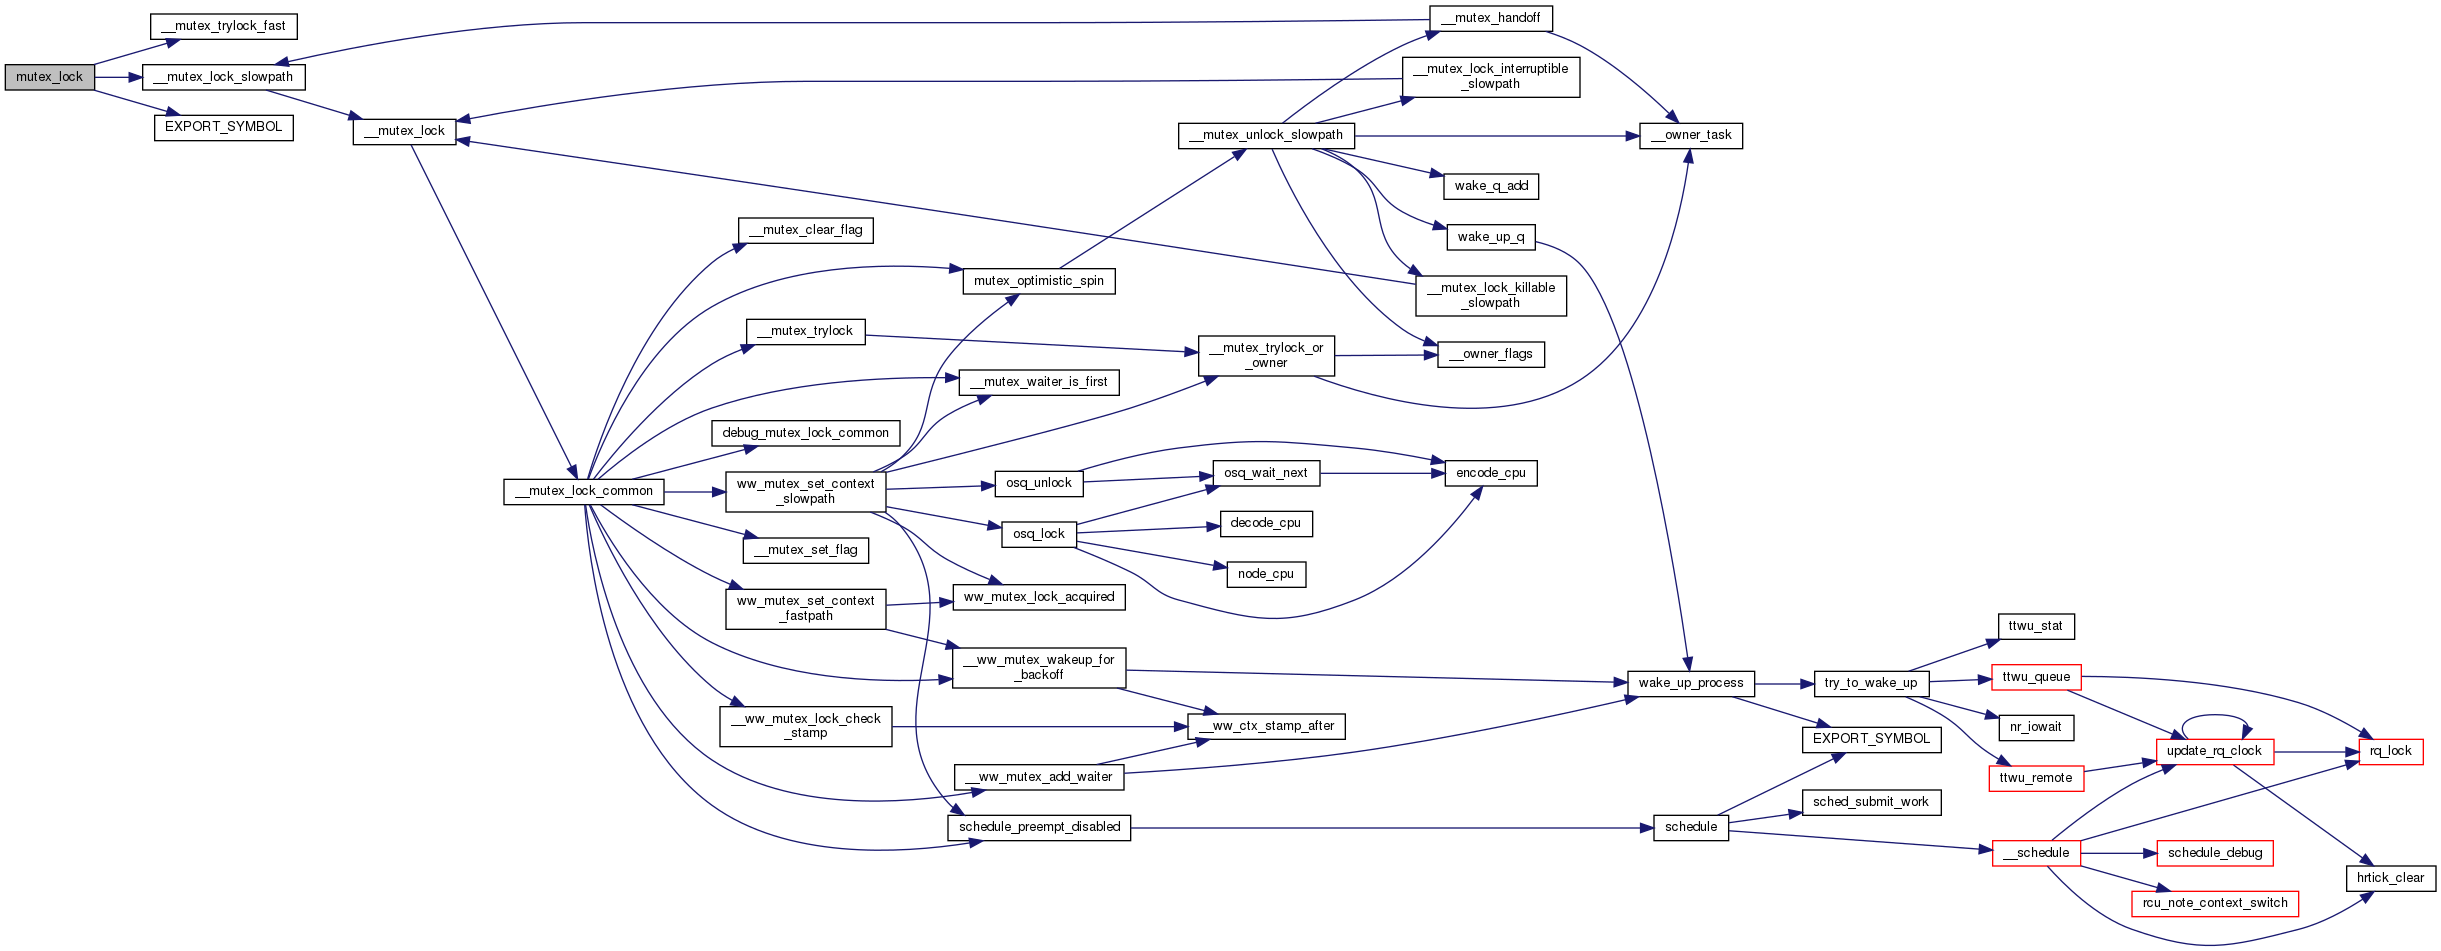 mutex_lock
__mutex_trylock_fast
__mutex_lock_slowpath
EXPORT_SYMBOL
__mutex_lock
__mutex_lock_common
__mutex_clear_flag
mutex_optimistic_spin
__mutex_trylock
__mutex_waiter_is_first
debug_mutex_lock_common
ww_mutex_set_context
_slowpath
__mutex_set_flag
ww_mutex_set_context
_fastpath
__ww_mutex_lock_check
_stamp
osq_unlock
osq_lock
ww_mutex_lock_acquired
__ww_mutex_wakeup_for
_backoff
__ww_mutex_add_waiter
schedule_preempt_disabled
__mutex_unlock_slowpath
__mutex_trylock_or
_owner
osq_wait_next
decode_cpu
node_cpu
__ww_ctx_stamp_after
__mutex_handoff
__mutex_lock_interruptible
_slowpath
wake_q_add
wake_up_q
__mutex_lock_killable
_slowpath
__owner_flags
encode_cpu
__owner_task
wake_up_process
schedule
try_to_wake_up
EXPORT_SYMBOL
sched_submit_work
ttwu_stat
ttwu_queue
nr_iowait
ttwu_remote
__schedule
update_rq_clock
schedule_debug
rcu_note_context_switch
rq_lock
hrtick_clear